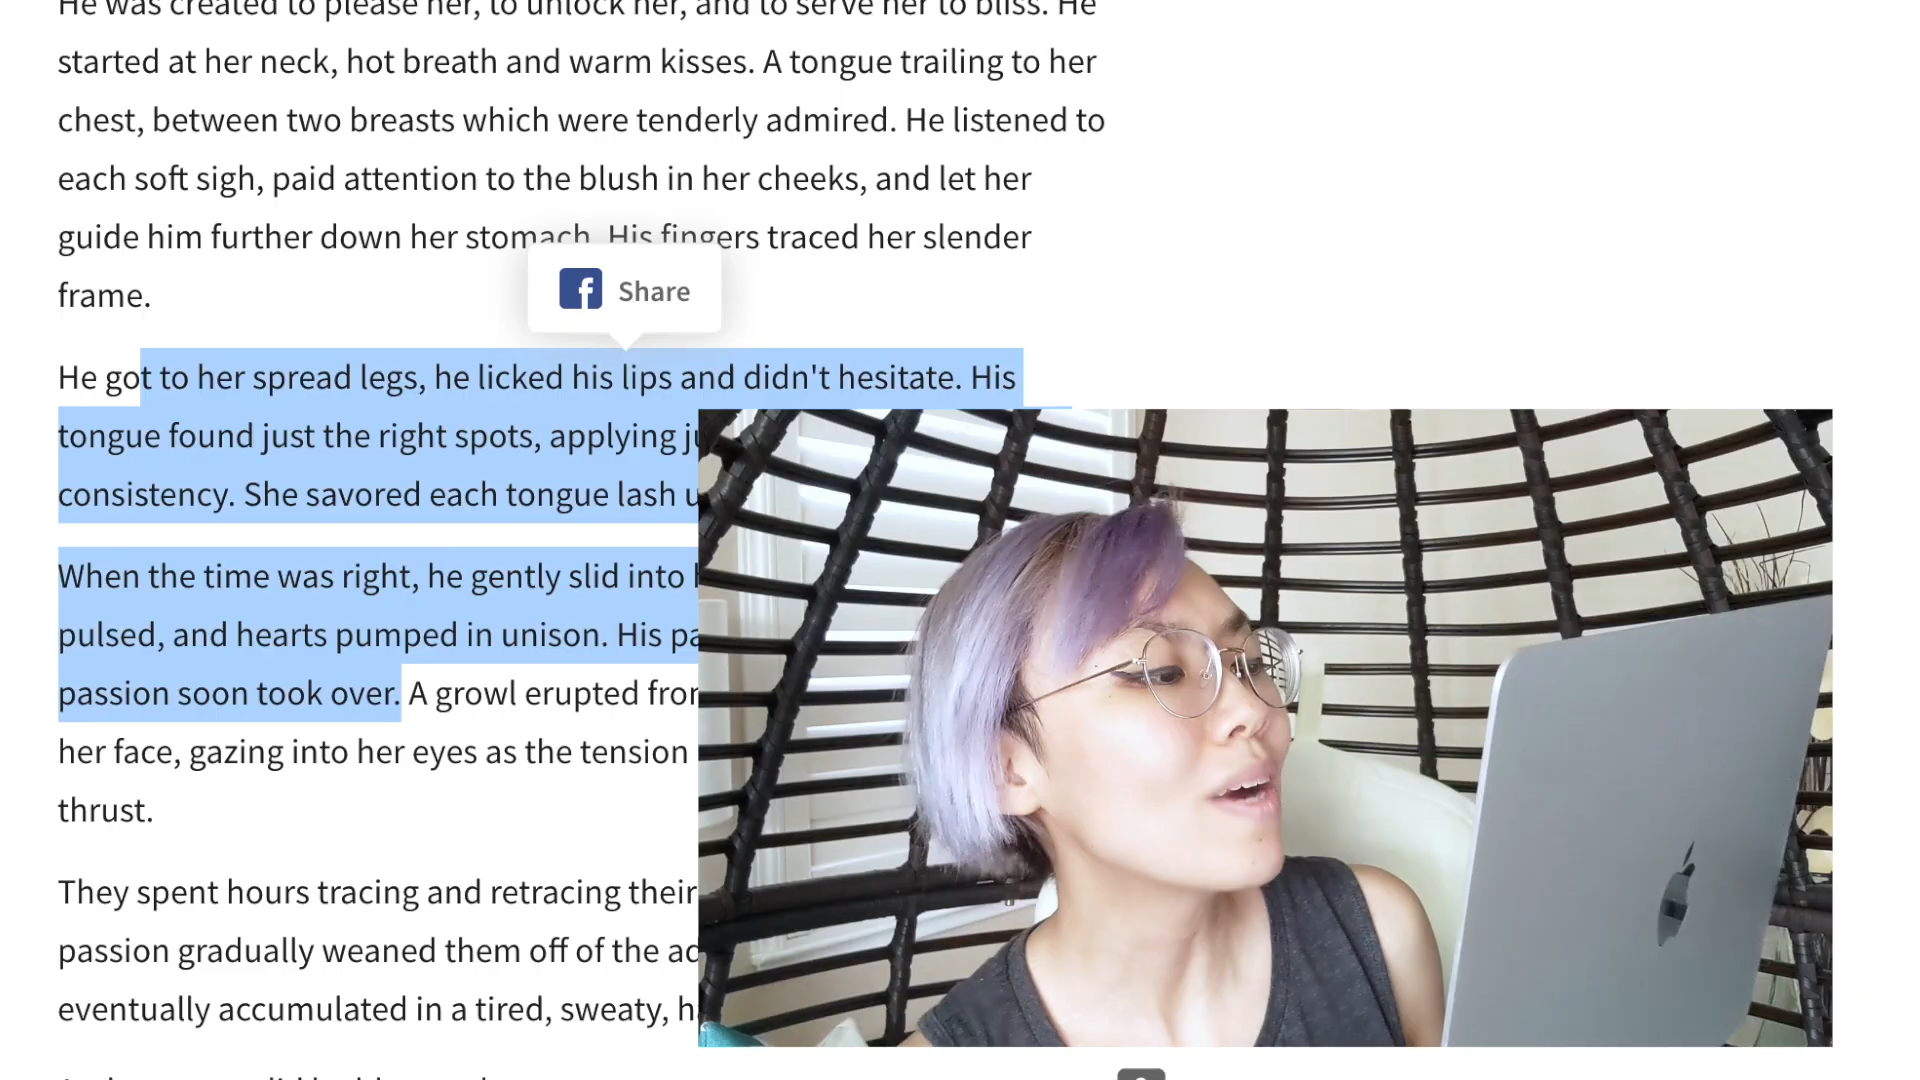 He was created to please her, to unlock her, and to serve her to bliss. He
started at her neck, hot breath and warm kisses. A tongue trailing to her
chest, between two breasts which were tenderly admired. He listened to
each soft sigh, paid attention to the blush in her cheeks, and let her
guide him further down her stomach. His fingers traced her slender
frame.
Share
He got to her spread legs, he licked his lips and didn't hesitate. His
tongue found just the right spots, applying
consistency. She savored each tongue lash
When the time was right, he gently slid into
pulsed, and hearts pumped in unison. His
passion soon took over. A growl erupted
her face, gazing into her eyes as the tension
thrust.
They spent hours tracing and retracing their
passion gradually weaned them off of the
eventually accumulated in a tired, sweaty,